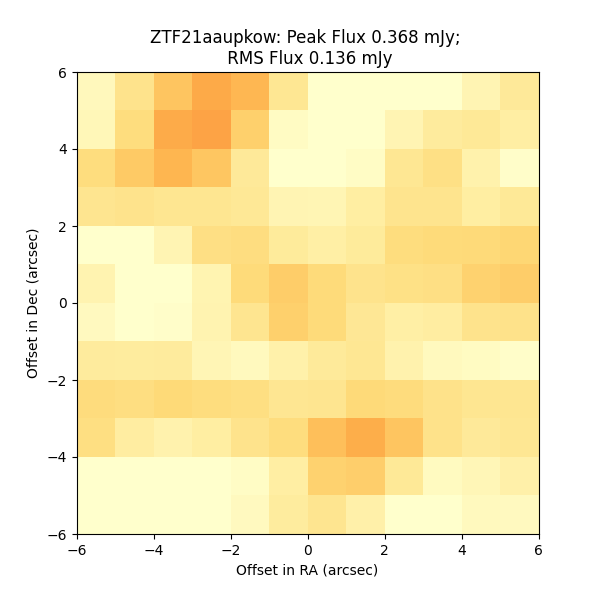 ZTF21aaupkow: Peak Flux 0.368 mJy;
RMS Flux 0.136 mJy
6
4
2
0
−2
−4
−6
Offset in Dec (arcsec)
−6 −4 −2 0 2 4 6
Offset in RA (arcsec)